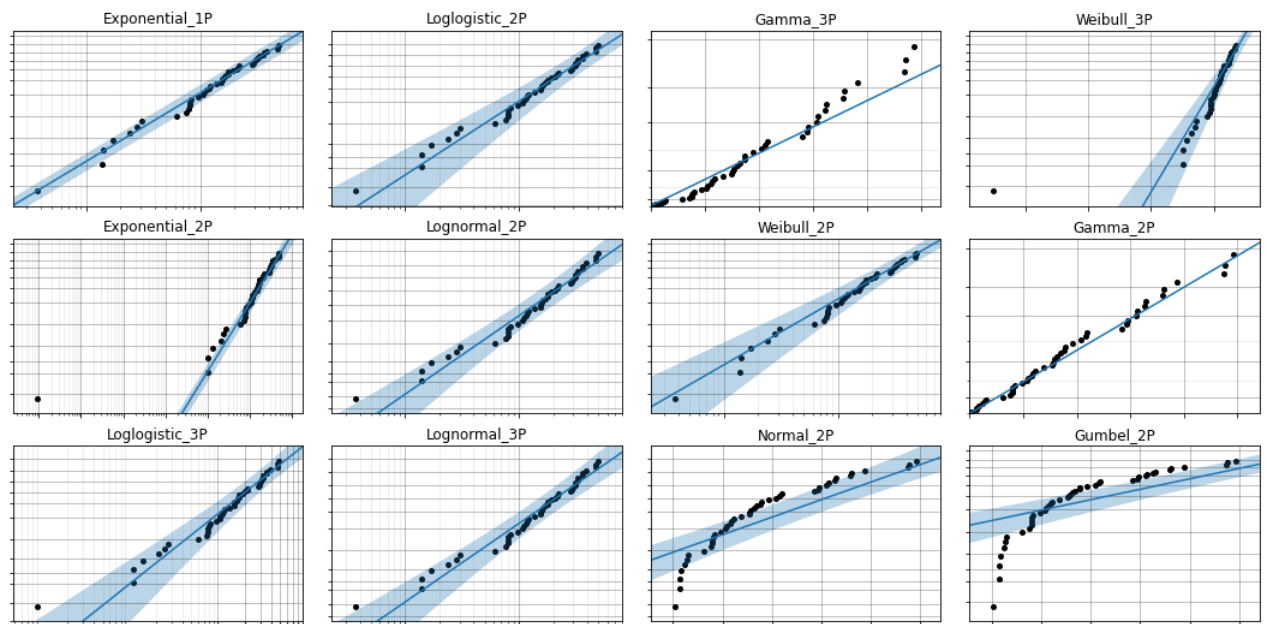 Exponential_1P
Loglogistic_2P
Gamma_3P
Weibull_3P
Exponential_2P
Lognormal_2P
Weibull_2P
Gamma_2P
Loglogistic_3P
Lognormal_3P
Normal_2P
Gumbel_2P